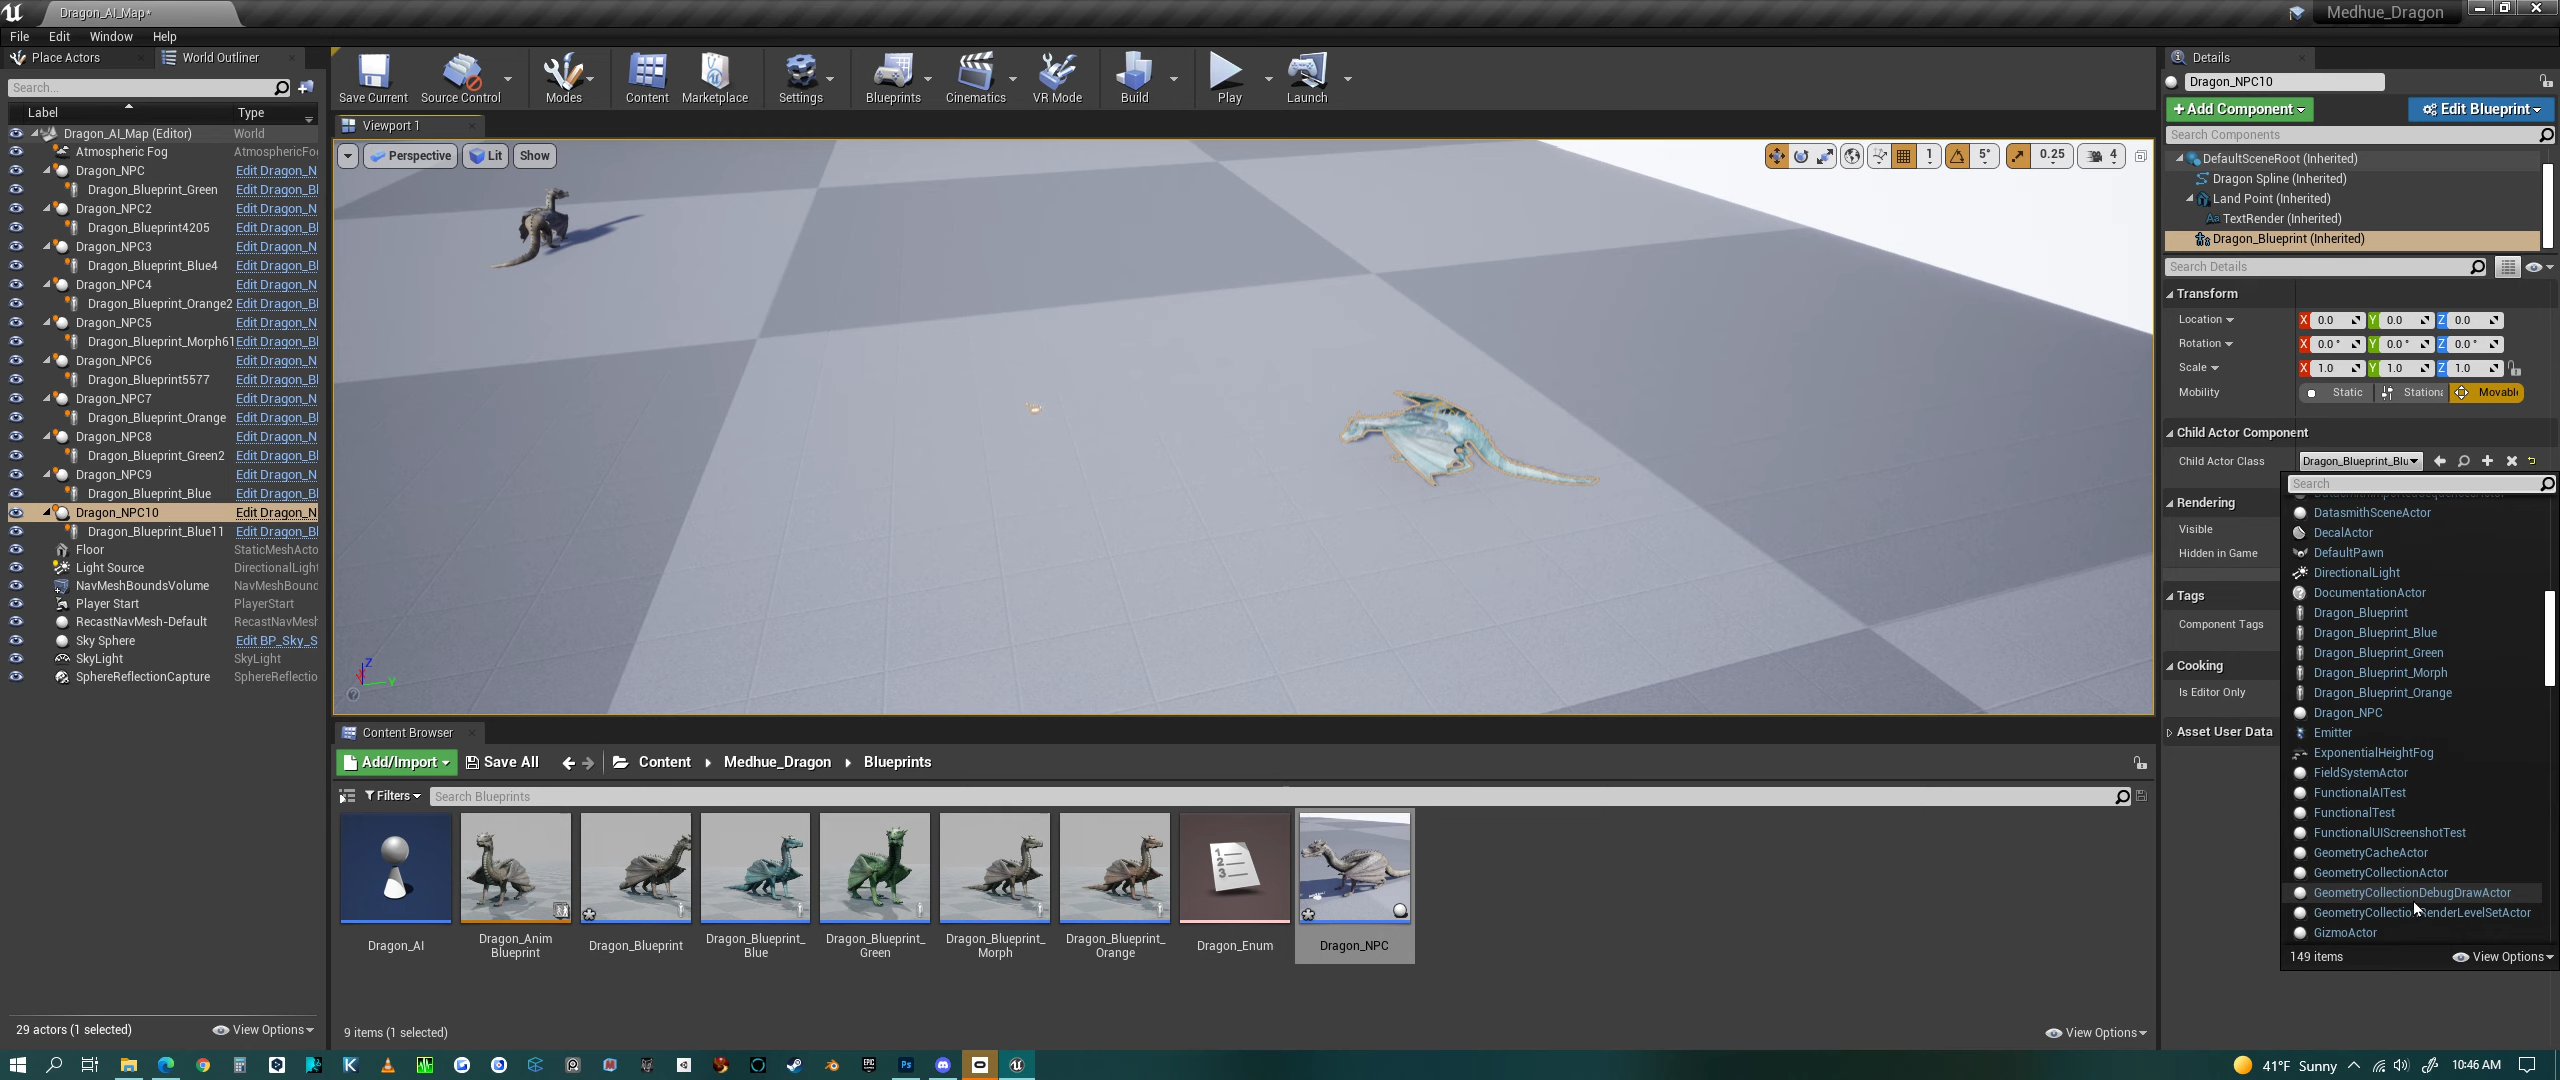 Dragon_AI_Map*
Medhue_Dragon
File Edit Window Help
Place Actors
World Outliner
Search...
Label Type
Dragon_AI_Map (Editor) World
Atmospheric Fog AtmosphericFo
Dragon_NPC Edit Dragon_N
Dragon_Blueprint_Green Edit Dragon_Bl
Dragon_NPC2 Edit Dragon_N
Dragon_Blueprint4205 Edit Dragon_Bl
Dragon_NPC3 Edit Dragon_N
Dragon_Blueprint_Blue4 Edit Dragon_Bl
Dragon_NPC4 Edit Dragon_N
Dragon_Blueprint_Orange2 Edit Dragon_Bl
Dragon_NPC5 Edit Dragon_N
Dragon_Blueprint_Morph61 Edit Dragon_Bl
Dragon_NPC6 Edit Dragon_N
Dragon_Blueprint5577 Edit Dragon_Bl
Dragon_NPC7 Edit Dragon_N
Dragon_Blueprint_Orange Edit Dragon_Bl
Dragon_NPC8 Edit Dragon_N
Dragon_Blueprint_Green2 Edit Dragon_Bl
Dragon_NPC9 Edit Dragon_N
Dragon_Blueprint_Blue Edit Dragon_Bl
Dragon_NPC10 Edit Dragon_N
Dragon_Blueprint_Blue11 Edit Dragon_Bl
Floor StaticMeshActo
Light Source DirectionalLight
NavMeshBoundsVolume NavMeshBound
Player Start PlayerStart
RecastNavMesh-Default RecastNavMesh
Sky Sphere Edit BP_Sky_S
SkyLight SkyLight
SphereReflectionCapture SphereReflectio
29 actors (1 selected) View Options
Save Current Source Control Modes Content Marketplace Settings Blueprints Cinematics VR Mode Build Play Launch
Viewport 1
Perspective Lit Show
1 5° 0.25 4
Z
Y
Content Browser
Add/Import Save All Content Medhue_Dragon Blueprints
Filters Search Blueprints
Dragon_AI
Dragon_Anim
Blueprint
Dragon_Blueprint
Dragon_Blueprint_
Blue
Dragon_Blueprint_
Green
Dragon_Blueprint_
Morph
Dragon_Blueprint_
Orange
Dragon_Enum
Dragon_NPC
9 items (1 selected) View Options
Details
Dragon_NPC10
+Add Component Edit Blueprint
Search Components
DefaultSceneRoot (Inherited)
Dragon Spline (Inherited)
Land Point (Inherited)
TextRender (Inherited)
Dragon_Blueprint (Inherited)
Search Details
Transform
Location X 0.0 Y 0.0 Z 0.0
Rotation X 0.0 ° Y 0.0 ° Z 0.0 °
Scale X 1.0 Y 1.0 Z 1.0
Mobility Static Stationa Movabl
Child Actor Component
Child Actor Class Dragon_Blueprint_Blu
Rendering
Visible
Hidden in Game
Tags
Component Tags
Cooking
Is Editor Only
Asset User Data
Search
DatasmithSceneActor
DecalActor
DefaultPawn
DirectionalLight
DocumentationActor
Dragon_Blueprint
Dragon_Blueprint_Blue
Dragon_Blueprint_Green
Dragon_Blueprint_Morph
Dragon_Blueprint_Orange
Dragon_NPC
Emitter
ExponentialHeightFog
FieldSystemActor
FunctionalAITest
FunctionalTest
FunctionalUIScreenshotTest
GeometryCacheActor
GeometryCollectionActor
GeometryCollectionDebugDrawActor
GeometryCollectionRenderLevelSetActor
GizmoActor
149 items View Options
41°F Sunny 10:46 AM